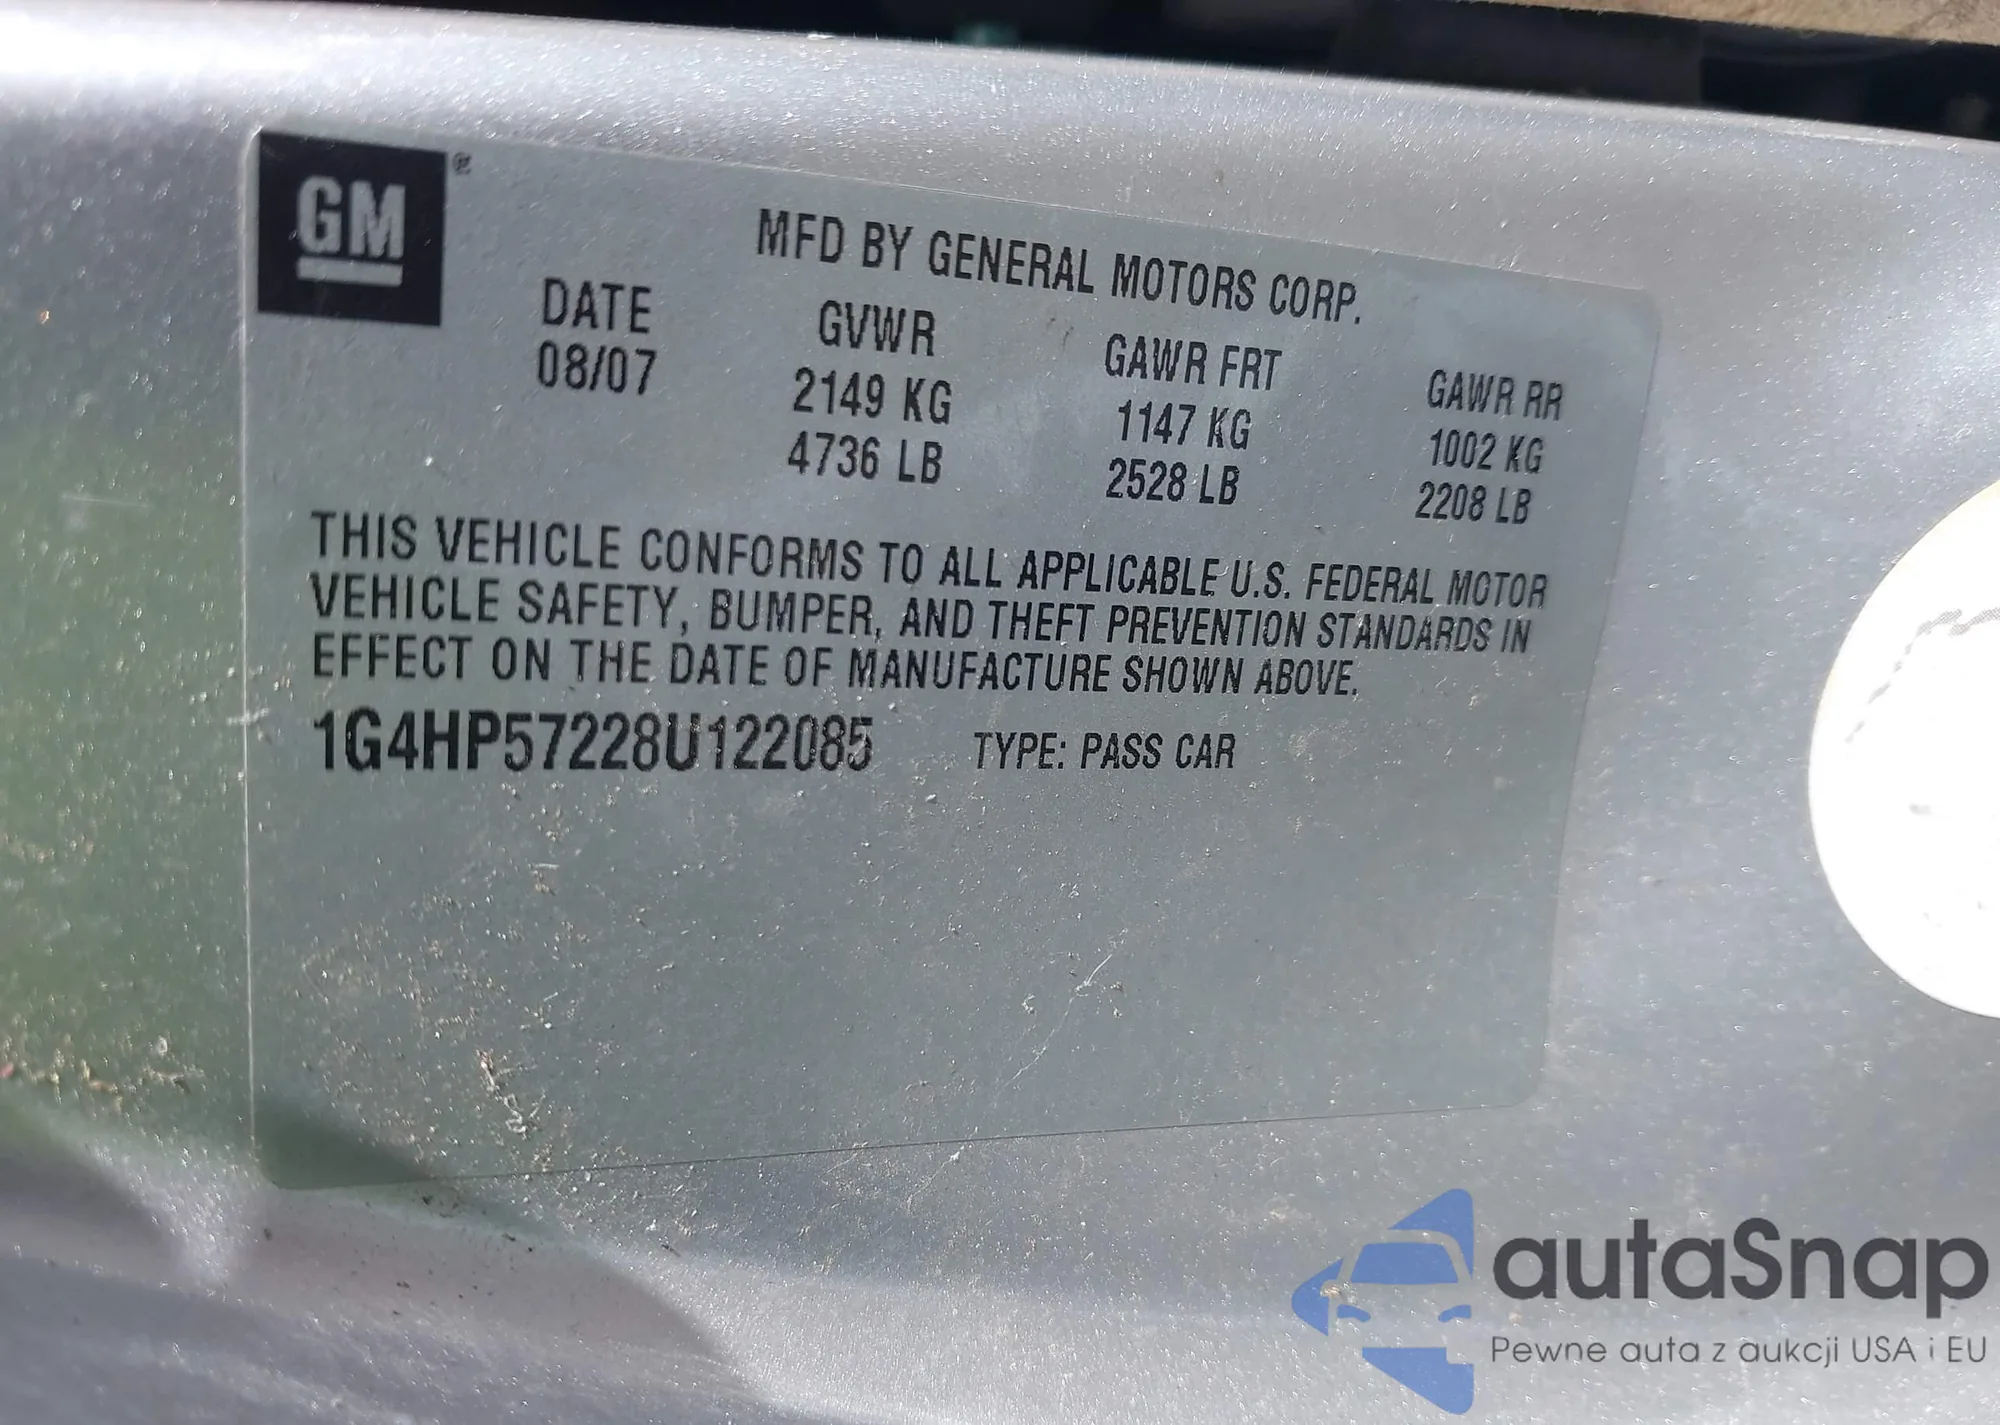 GM®
MFD BY GENERAL MOTORS CORP.
DATE GVWR GAWR FRT GAWR RR
08/07 2149 KG 1147 KG 1002 KG
4736 LB 2528 LB 2208 LB
THIS VEHICLE CONFORMS TO ALL APPLICABLE U.S. FEDERAL MOTOR
VEHICLE SAFETY, BUMPER, AND THEFT PREVENTION STANDARDS IN
EFFECT ON THE DATE OF MANUFACTURE SHOWN ABOVE.
1G4HP57228U122085 TYPE: PASS CAR
autaSnap
Pewne auta z aukcji USA i EU